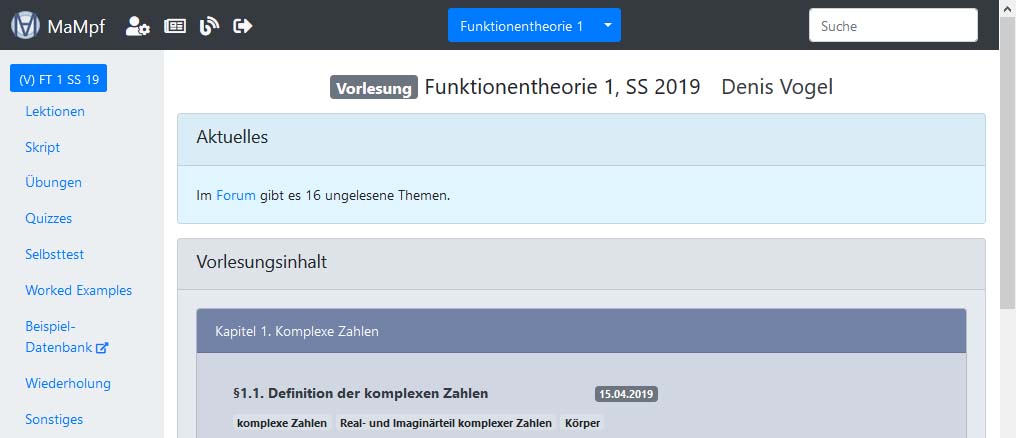 MaMpf
Funktionentheorie 1
Suche
(V) FT 1 SS 19
Lektionen
Skript
Übungen
Quizzes
Selbsttest
Worked Examples
Beispiel-
Datenbank
Wiederholung
Sonstiges
Vorlesung Funktionentheorie 1, SS 2019 Denis Vogel
Aktuelles
Im Forum gibt es 16 ungelesene Themen.
Vorlesungsinhalt
Kapitel 1. Komplexe Zahlen
§1.1. Definition der komplexen Zahlen 15.04.2019
komplexe Zahlen Real- und Imaginärteil komplexer Zahlen Körper